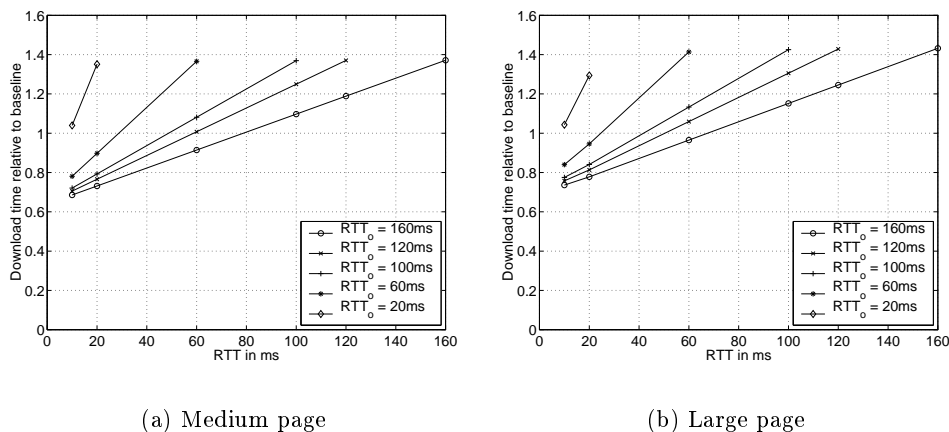 1.6
1.4
1.2
1
0.8
0.6
0.4
0.2
0
Download time relative to baseline
0 20 40 60 80 100 120 140 160
RTT in ms
RTT_o = 160ms
RTT_o = 120ms
RTT_o = 100ms
RTT_o = 60ms
RTT_o = 20ms
(a) Medium page
1.6
1.4
1.2
1
0.8
0.6
0.4
0.2
0
Download time relative to baseline
0 20 40 60 80 100 120 140 160
RTT in ms
RTT_o = 160ms
RTT_o = 120ms
RTT_o = 100ms
RTT_o = 60ms
RTT_o = 20ms
(b) Large page